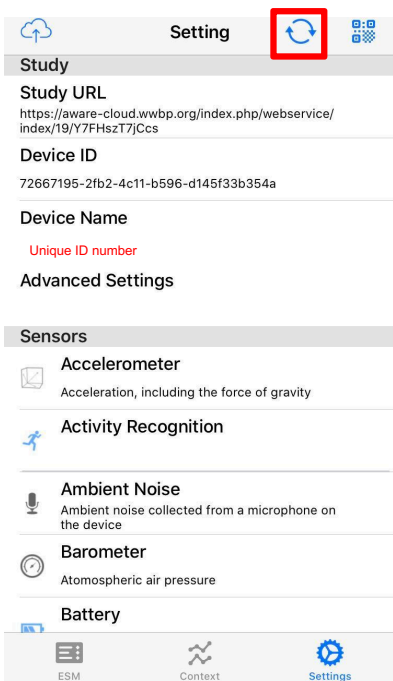 Setting
Study
Study URL
https://aware-cloud.wwbp.org/index.php/webservice/
index/19/Y7FHszT7jCcs
Device ID
72667195-2fb2-4c11-b596-d145f33b354a
Device Name
Unique ID number
Advanced Settings
Sensors
Accelerometer
Acceleration, including the force of gravity
Activity Recognition
Ambient Noise
Ambient noise collected from a microphone on
the device
Barometer
Atomospheric air pressure
Battery
ESM
Context
Settings